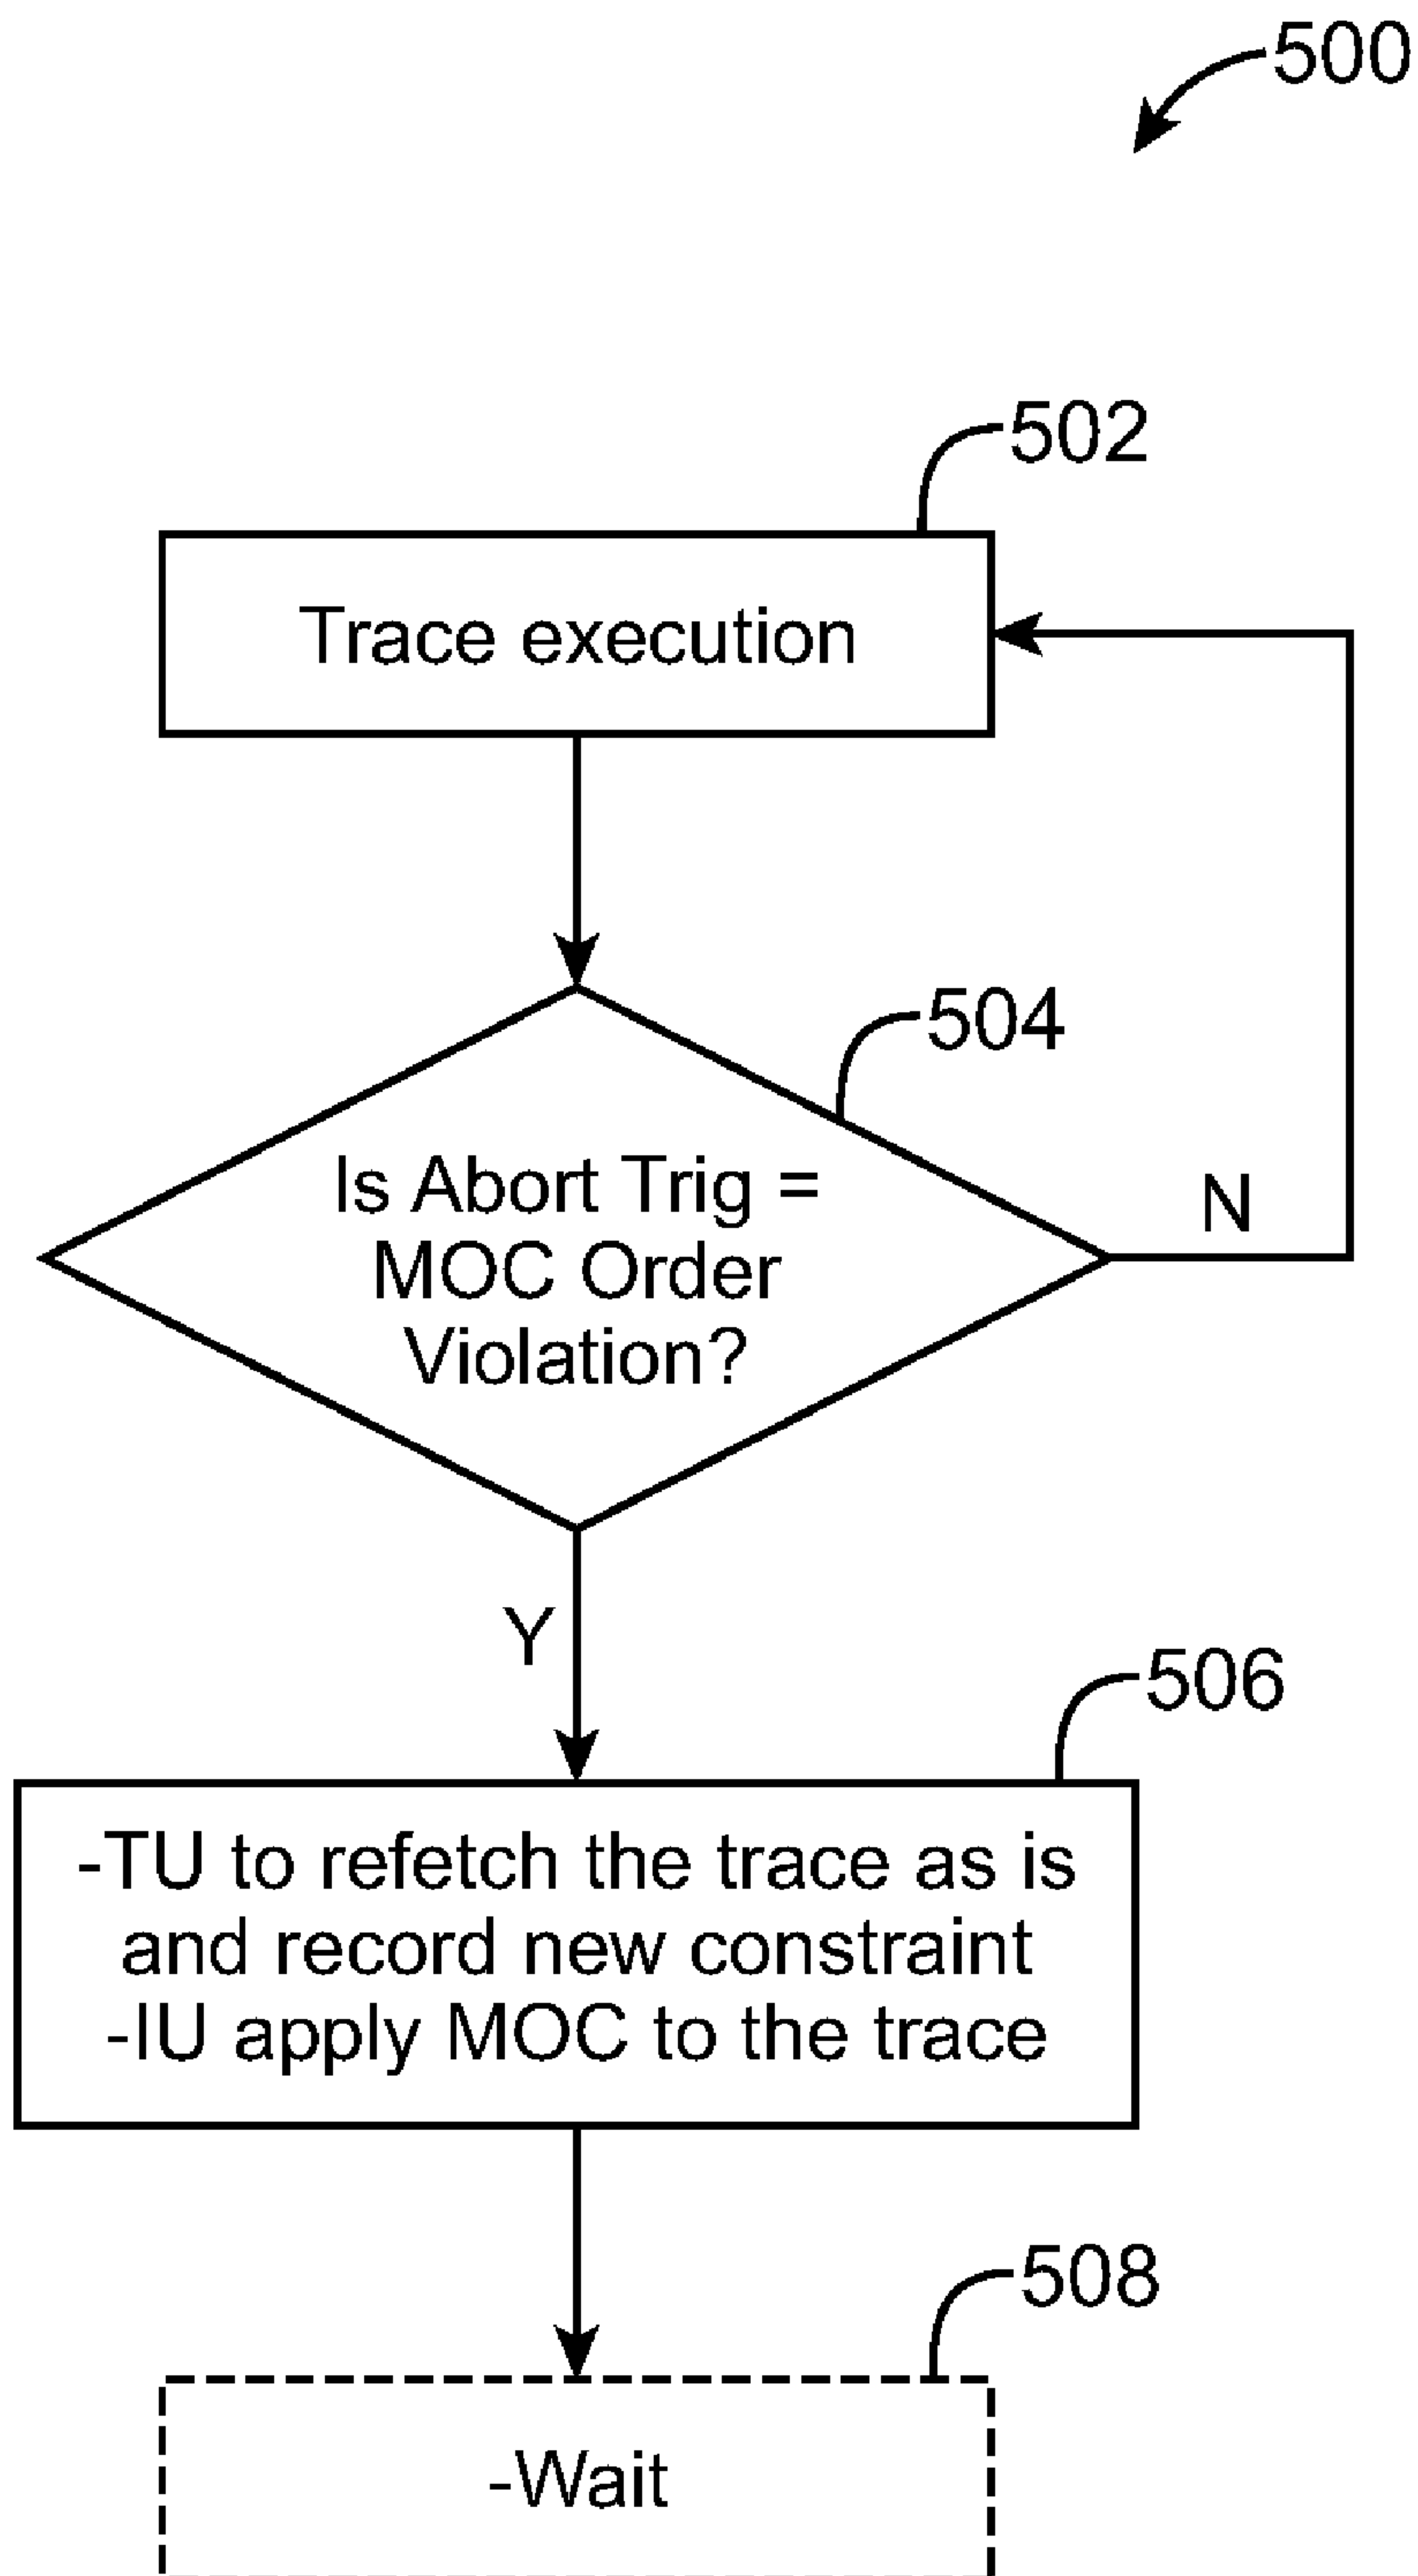 500
502
Trace execution
504
Is Abort Trig =
MOC Order
Violation?
N
Y
506
-TU to refetch the trace as is
and record new constraint
-IU apply MOC to the trace
508
-Wait